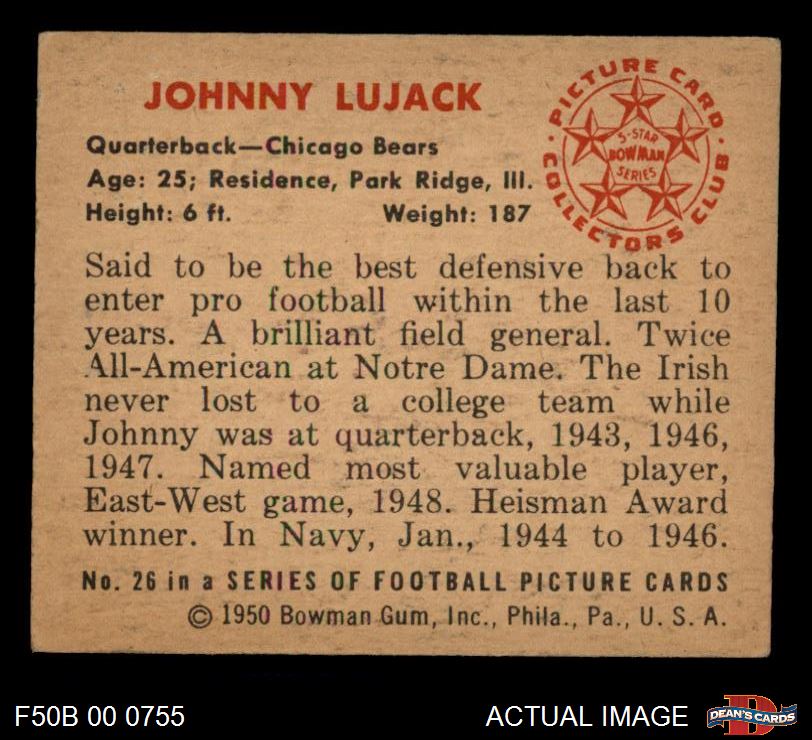 JOHNNY LUJACK
Quarterback—Chicago Bears
Age: 25; Residence, Park Ridge, Ill.
Height: 6 ft. Weight: 187
PICTURE CARD
COLLECTORS CLUB
5-STAR
BOWMAN
SERIES
Said to be the best defensive back to
enter pro football within the last 10
years. A brilliant field general. Twice
All-American at Notre Dame. The Irish
never lost to a college team while
Johnny was at quarterback, 1943, 1946,
1947. Named most valuable player,
East-West game, 1948. Heisman Award
winner. In Navy, Jan., 1944 to 1946.
No. 26 in a SERIES OF FOOTBALL PICTURE CARDS
© 1950 Bowman Gum, Inc., Phila., Pa., U. S. A.
F50B 00 0755
ACTUAL IMAGE
DEAN'S CARDS